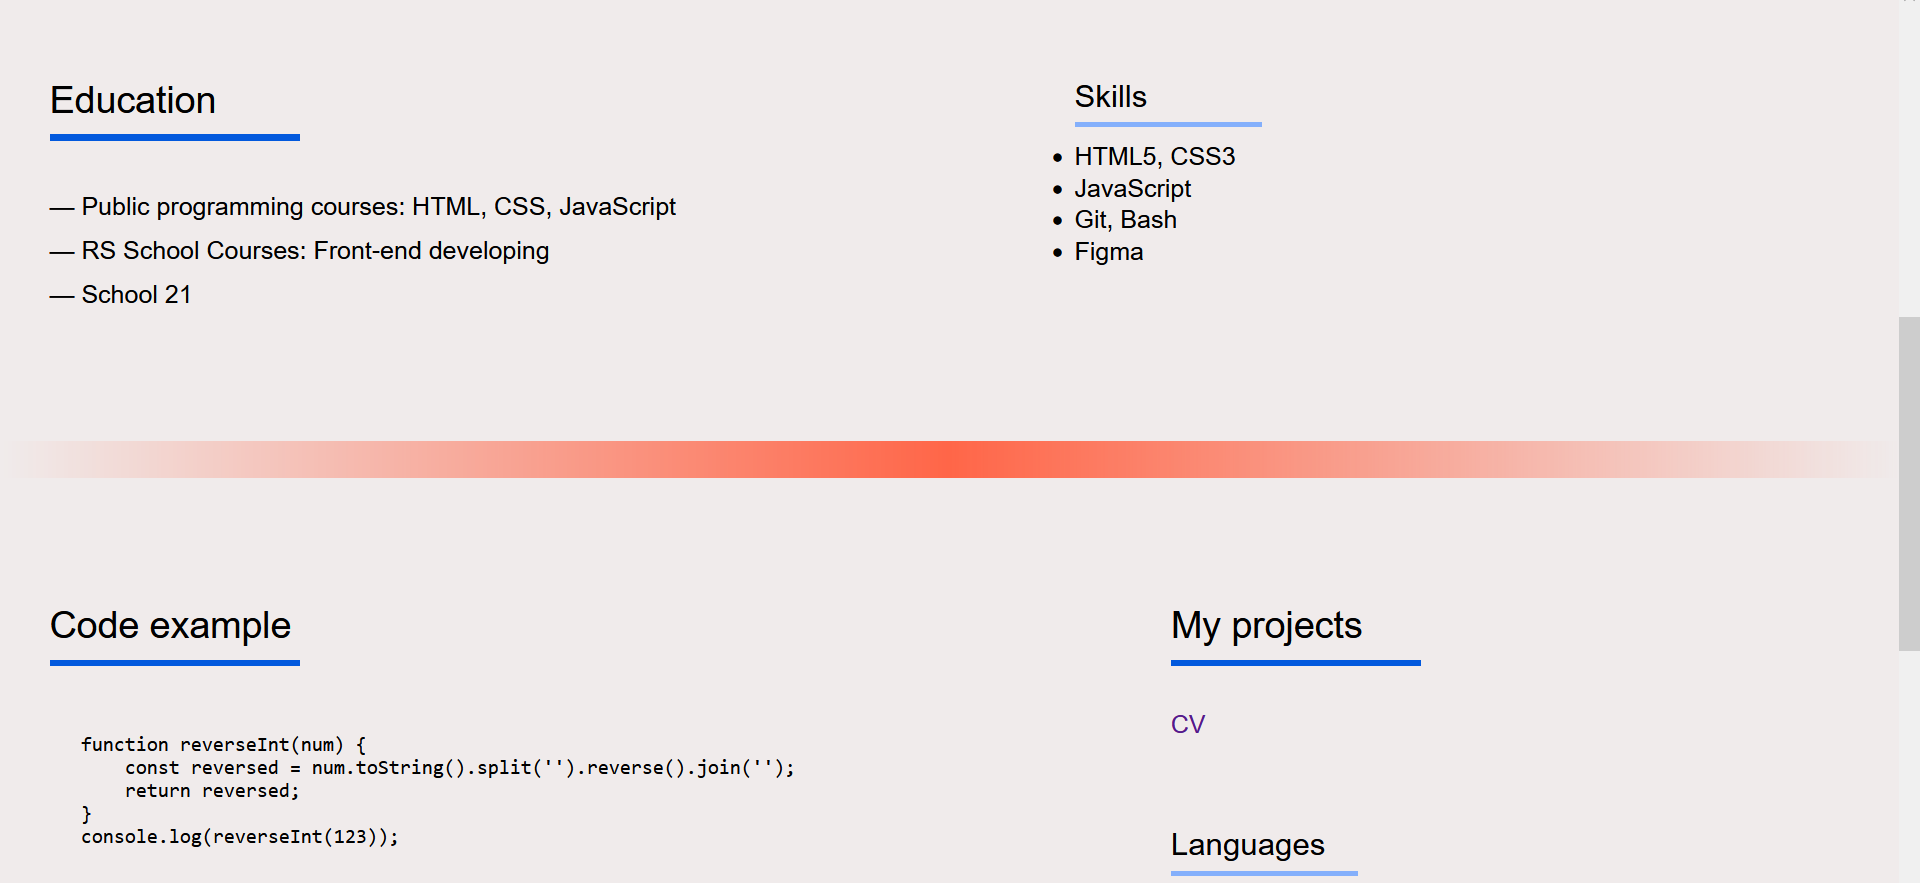 Education
— Public programming courses: HTML, CSS, JavaScript
— RS School Courses: Front-end developing
— School 21
Skills
• HTML5, CSS3
• JavaScript
• Git, Bash
• Figma
Code example
function reverseInt(num) {
    const reversed = num.toString().split('').reverse().join('');
    return reversed;
}
console.log(reverseInt(123));
My projects
CV
Languages